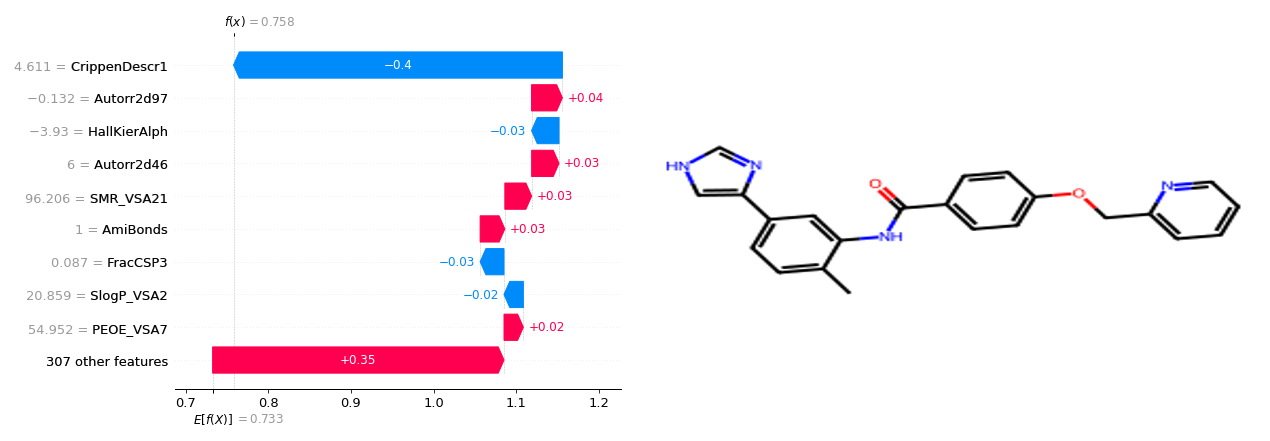 f(x) = 0.758
4.611 = CrippenDescr1
−0.4
−0.132 = Autorr2d97
+0.04
−3.93 = HallKierAlph
−0.03
6 = Autorr2d46
+0.03
96.206 = SMR_VSA21
+0.03
1 = AmiBonds
+0.03
0.087 = FracCSP3
−0.03
20.859 = SlogP_VSA2
−0.02
54.952 = PEOE_VSA7
+0.02
307 other features
+0.35
0.7 0.8 0.9 1.0 1.1 1.2
E[f(X)] = 0.733
HN
N
O
NH
O
N